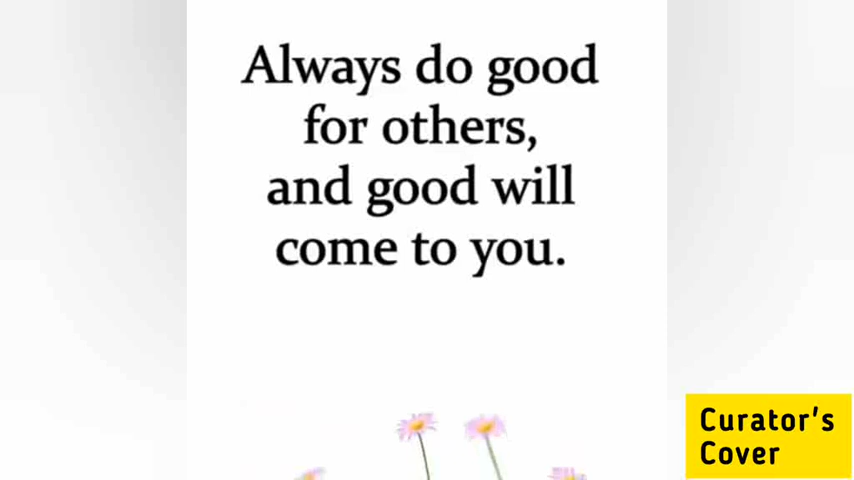 Always do good
for others,
and good will
come to you.
Curator's
Cover